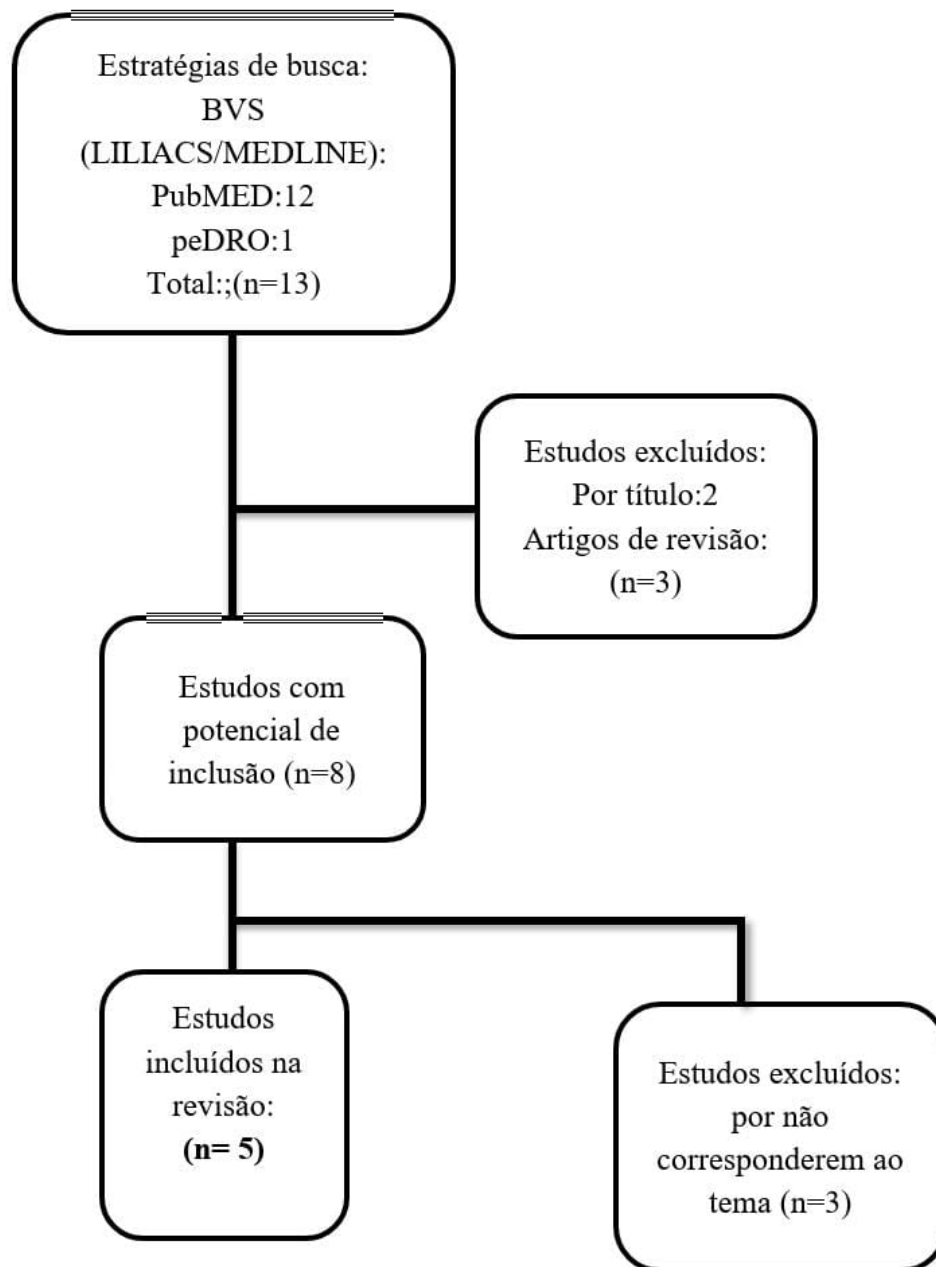 Estratégias de busca:
BVS
(LILIACS/MEDLINE):
PubMED:12
peDRO:1
Total:;(n=13)
Estudos excluídos:
Por título:2
Artigos de revisão:
(n=3)
Estudos com
potencial de
inclusão (n=8)
Estudos
incluídos na
revisão:
(n= 5)
Estudos excluídos:
por não
corresponderem ao
tema (n=3)